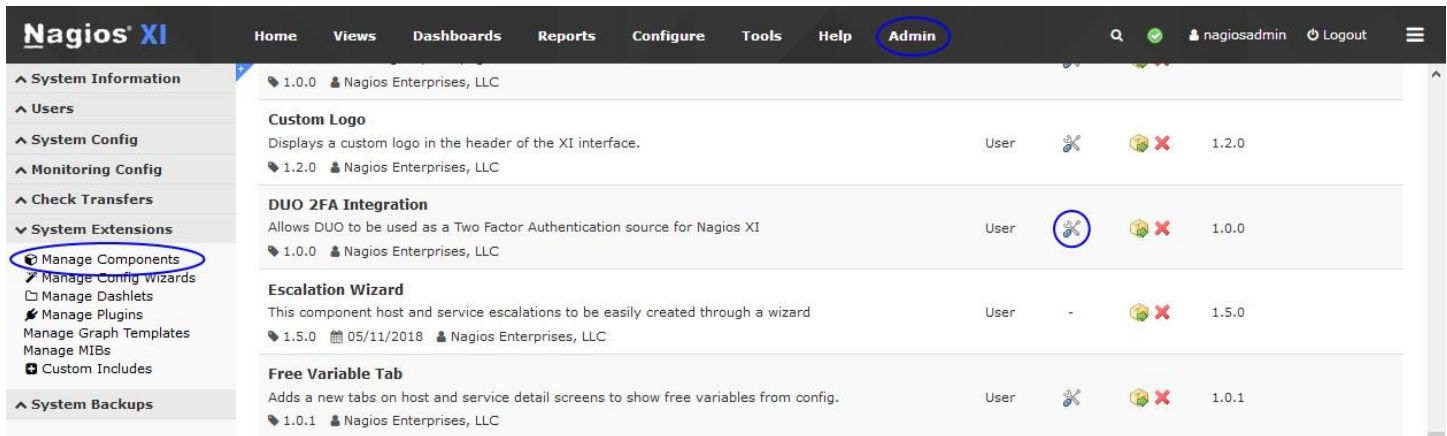 Nagios® XI
Home Views Dashboards Reports Configure Tools Help Admin nagiosadmin Logout
System Information
Users
System Config
Monitoring Config
Check Transfers
System Extensions
Manage Components
Manage Config Wizards
Manage Dashlets
Manage Plugins
Manage Graph Templates
Manage MIBs
Custom Includes
System Backups
1.0.0 Nagios Enterprises, LLC
Custom Logo
Displays a custom logo in the header of the XI interface. User 1.2.0
1.2.0 Nagios Enterprises, LLC
DUO 2FA Integration
Allows DUO to be used as a Two Factor Authentication source for Nagios XI User 1.0.0
1.0.0 Nagios Enterprises, LLC
Escalation Wizard
This component host and service escalations to be easily created through a wizard User - 1.5.0
1.5.0 05/11/2018 Nagios Enterprises, LLC
Free Variable Tab
Adds a new tabs on host and service detail screens to show free variables from config. User 1.0.1
1.0.1 Nagios Enterprises, LLC